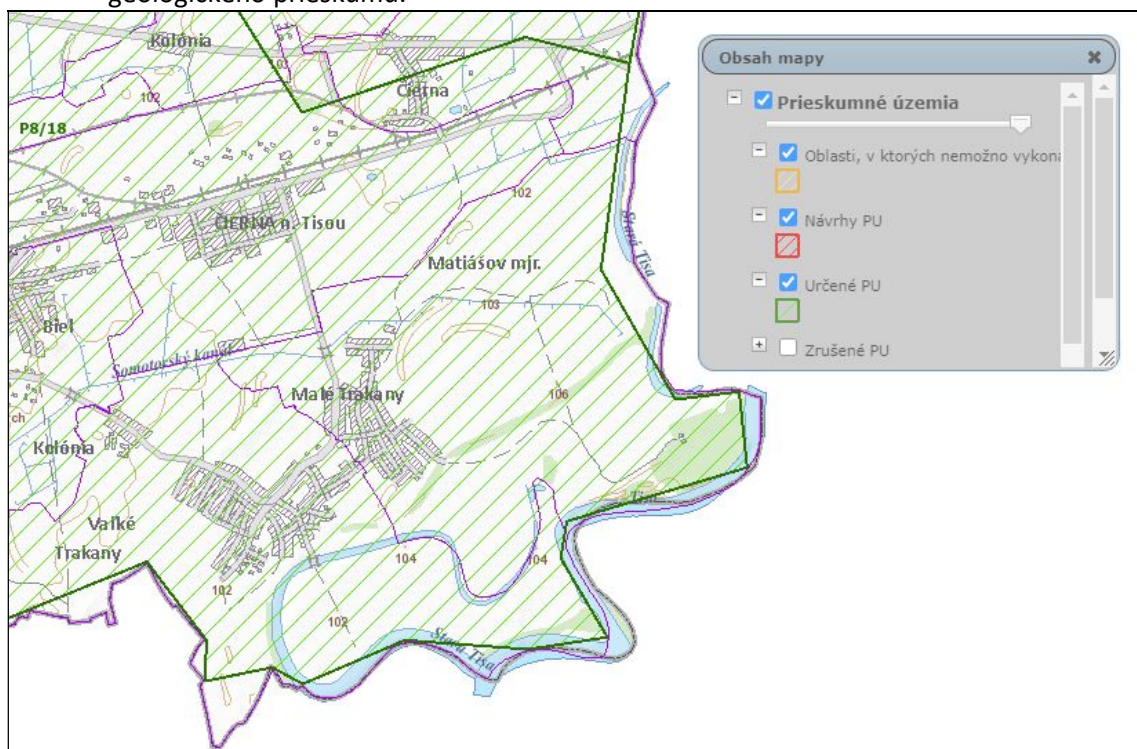 geologického prieskumu.
Kolónia
102
Čierna
P8/18
ČIERNA n. Tisou
102
Stará Tisa
Matiášov mjr.
103
Biel
Somotorský kanál
Malé Trakany
106
ch
Kolónia
Tisa
Vaľké
Trakany
104
104
102
102
Stará Tisa
Obsah mapy
Prieskumné územia
Oblasti, v ktorých nemožno vykona
Návrhy PU
Určené PU
Zrušené PU